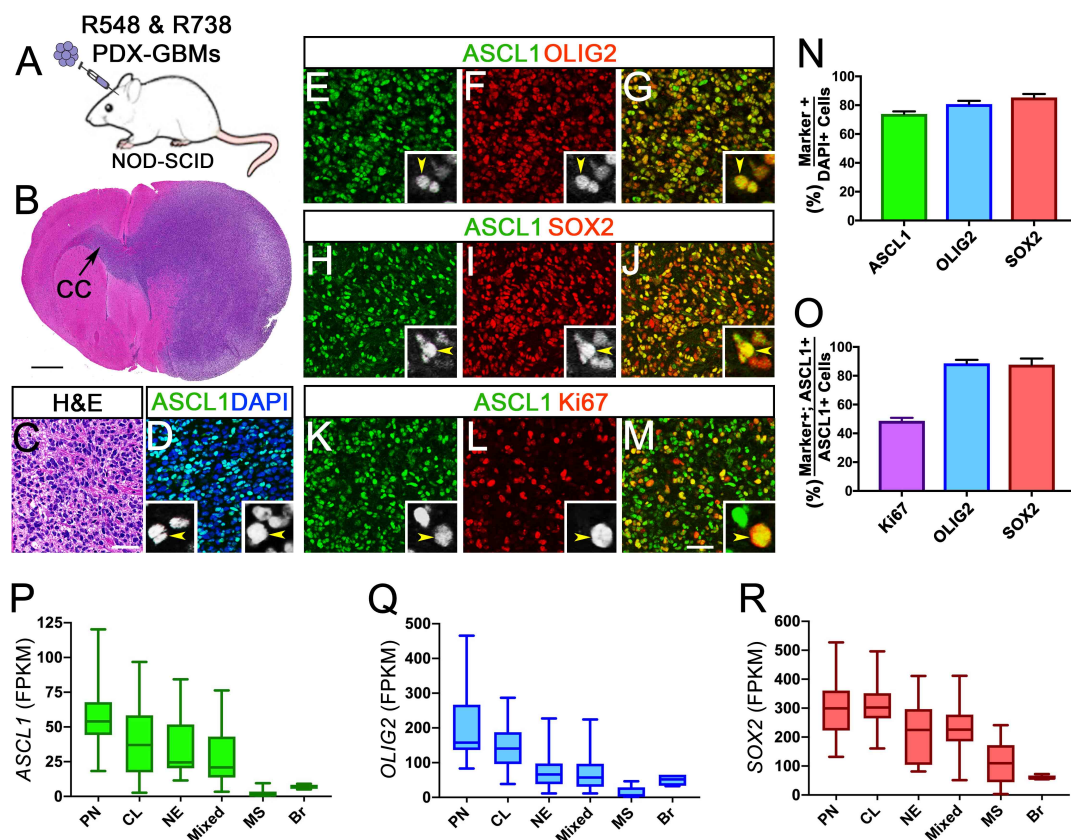 R548 & R738
PDX-GBMs
A
NOD-SCID
B
CC
H&E
C
ASCL1 DAPI
D
ASCL1 OLIG2
E
F
G
ASCL1 SOX2
H
I
J
ASCL1 Ki67
K
L
M
N
(%) Marker + / DAPI+ Cells
100
80
60
40
20
0
ASCL1
OLIG2
SOX2
O
(%) Marker+; ASCL1+ / ASCL1+ Cells
100
80
60
40
20
0
KI67
OLIG2
SOX2
P
ASCL1 (FPKM)
125
100
75
50
25
0
PN
CL
NE
Mixed
MS
Br
Q
OLIG2 (FPKM)
500
400
300
200
100
0
PN
CL
NE
Mixed
MS
Br
R
SOX2 (FPKM)
600
500
400
300
200
100
0
PN
CL
NE
Mixed
MS
Br